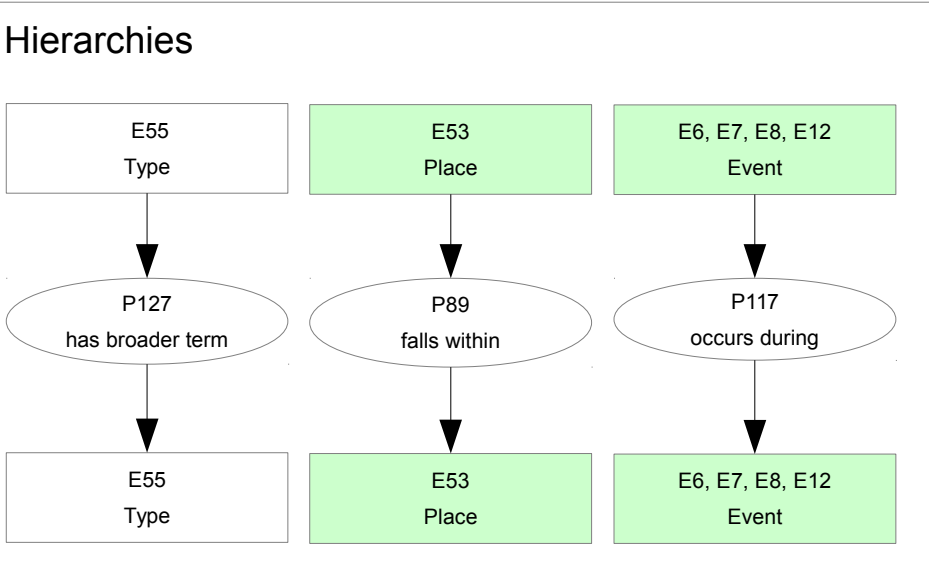 Hierarchies
E55
Type
E53
Place
E6, E7, E8, E12
Event
P127
has broader term
P89
falls within
P117
occurs during
E55
Type
E53
Place
E6, E7, E8, E12
Event